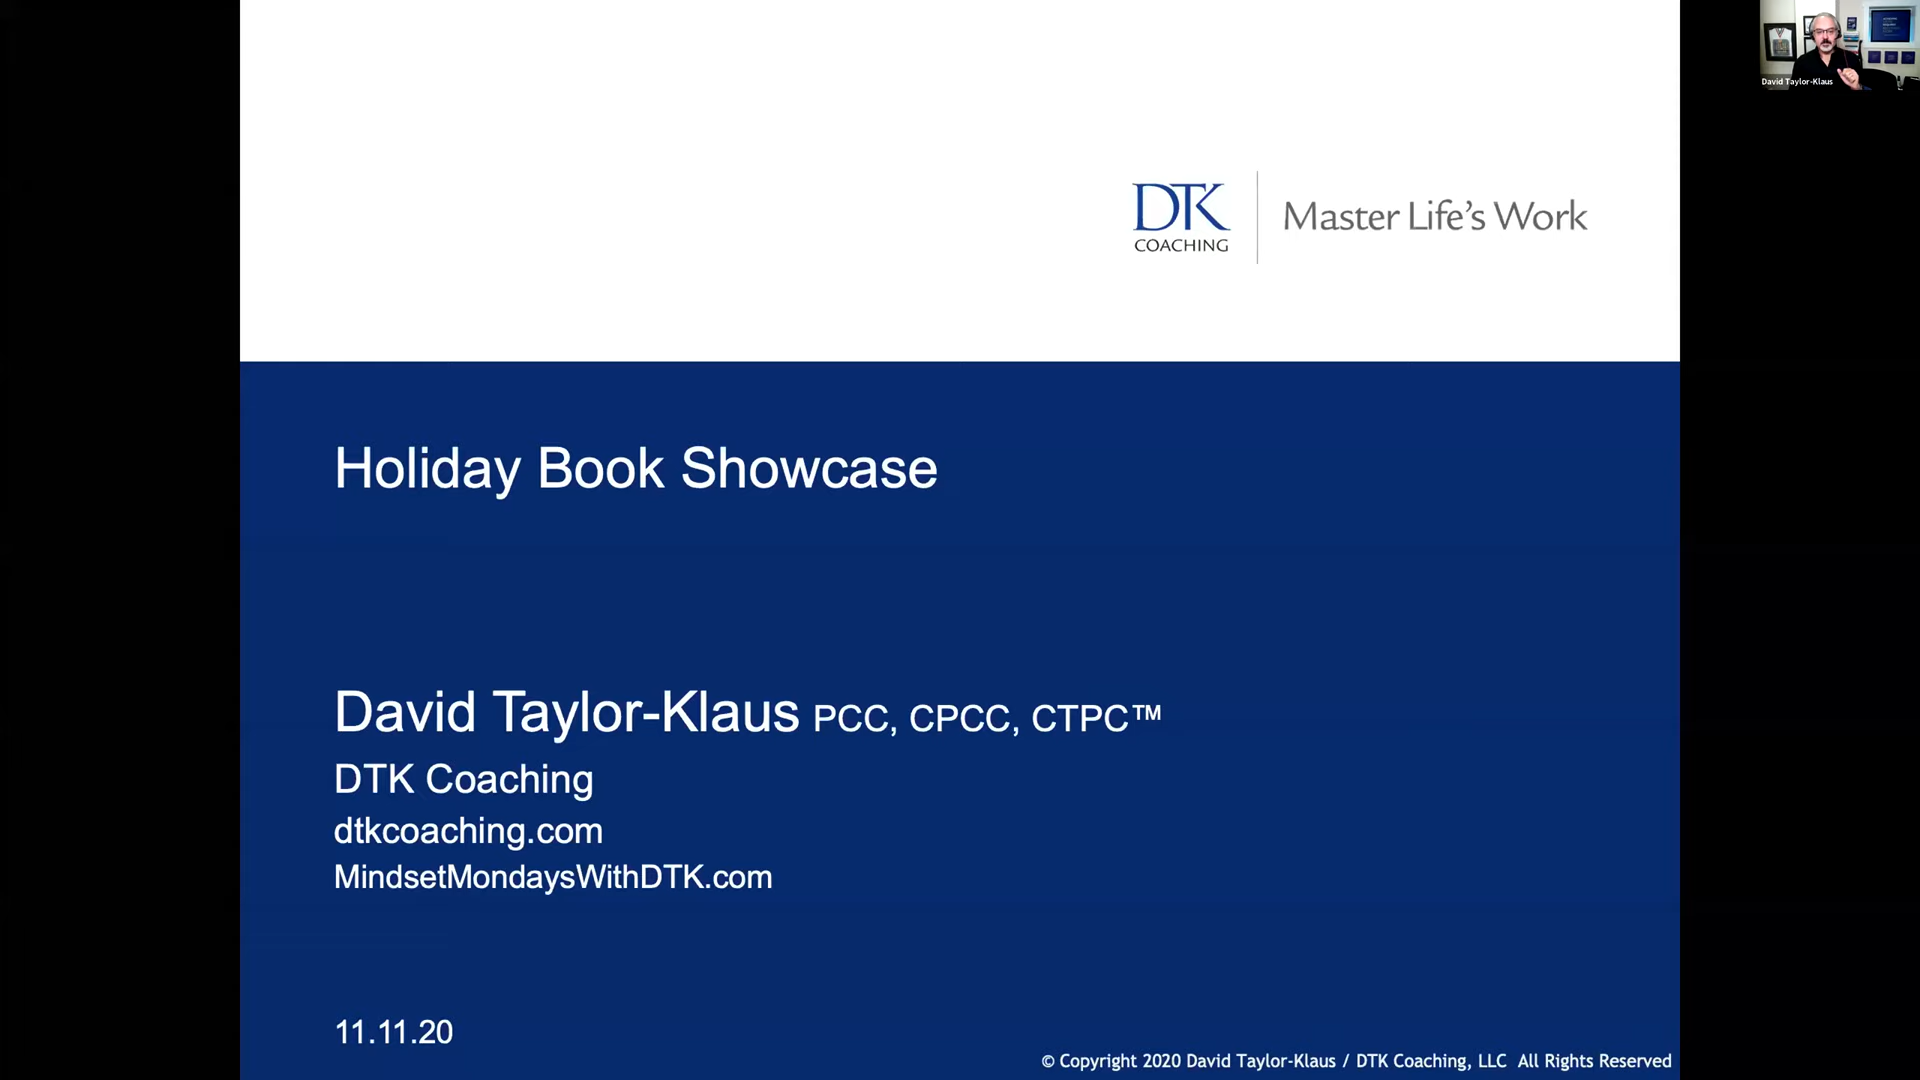 David Taylor-Klaus
DTK
COACHING
Master Life's Work
Holiday Book Showcase
David Taylor-Klaus PCC, CPCC, CTPC™
DTK Coaching
dtkcoaching.com
MindsetMondaysWithDTK.com
11.11.20
© Copyright 2020 David Taylor-Klaus / DTK Coaching, LLC All Rights Reserved